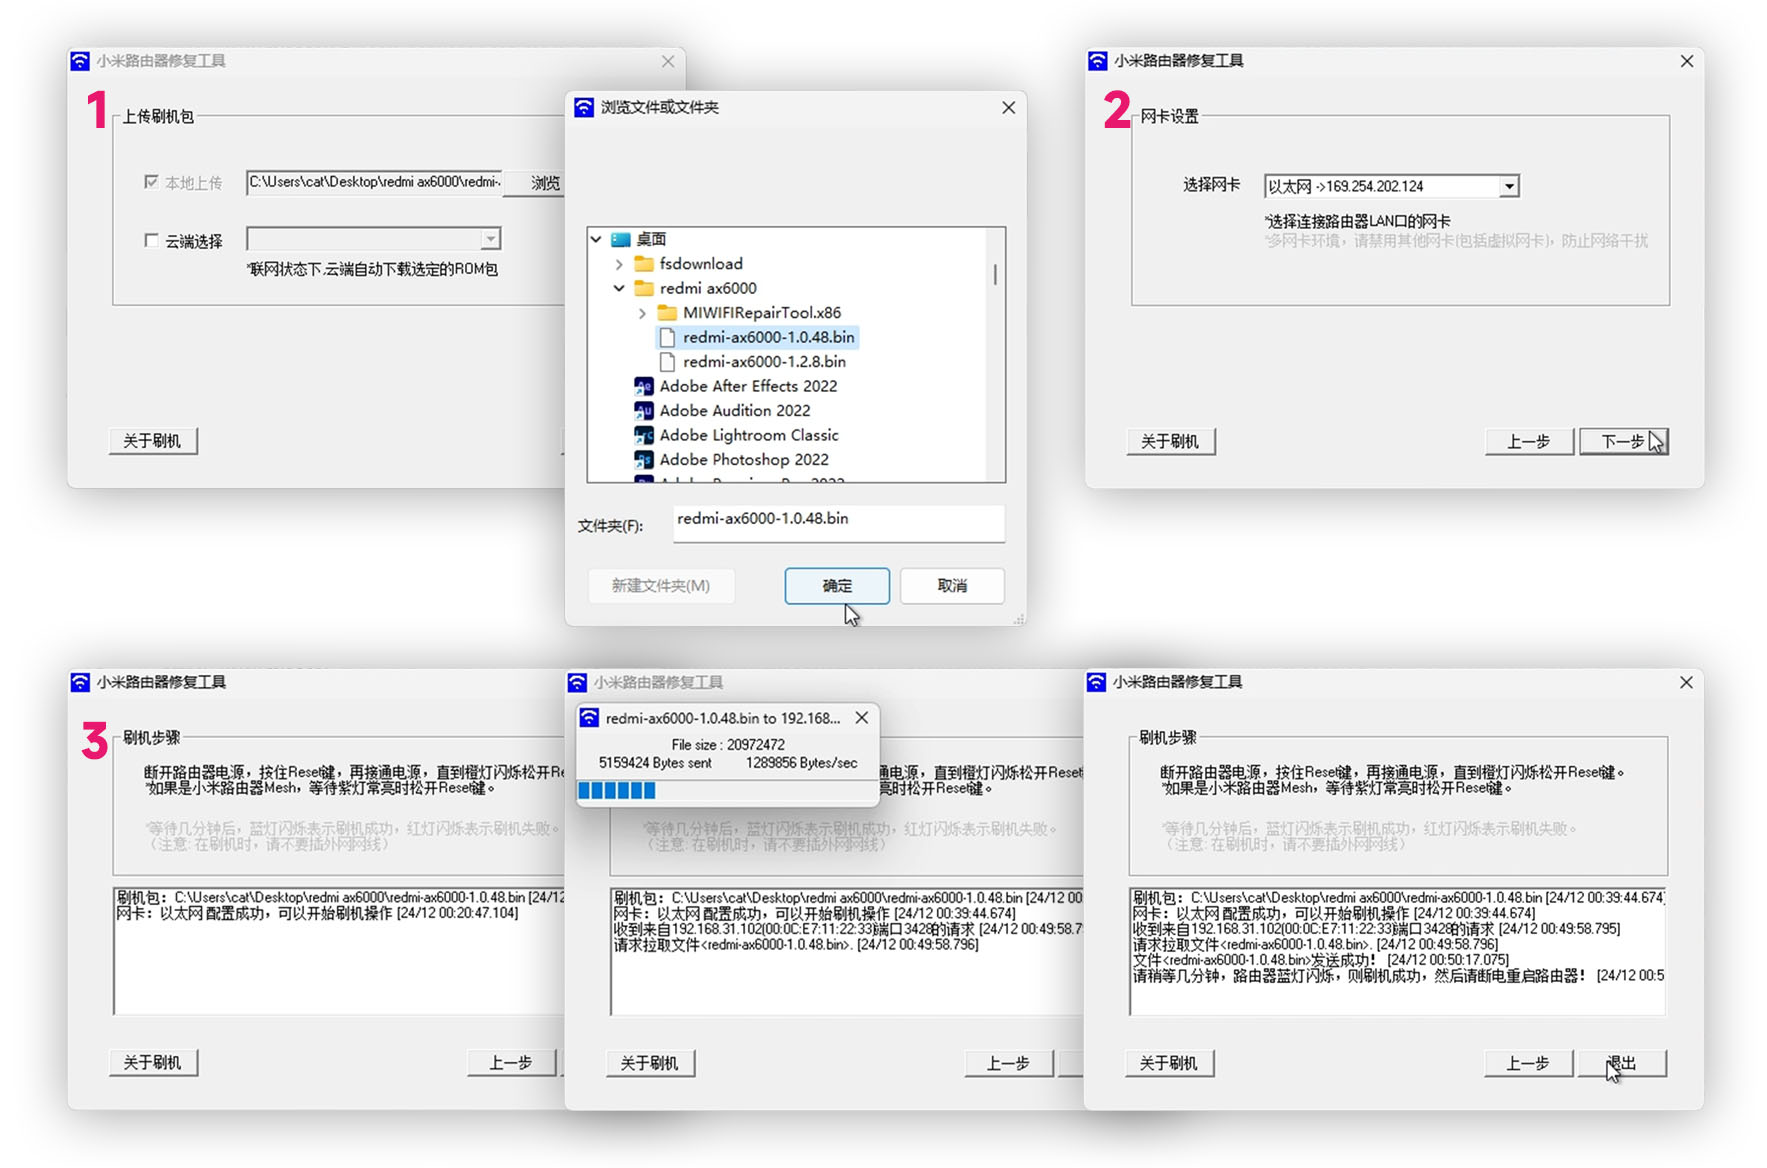 小米路由器修复工具
1
上传刷机包
本地上传
C:\Users\cat\Desktop\redmi ax6000\redmi-
浏览
云端选择
*联网状态下,云端自动下载选定的ROM包
关于刷机
浏览文件或文件夹
桌面
fsdownload
redmi ax6000
MIWIFIRepairTool.x86
redmi-ax6000-1.0.48.bin
redmi-ax6000-1.2.8.bin
Adobe After Effects 2022
Adobe Audition 2022
Adobe Lightroom Classic
Adobe Photoshop 2022
文件夹(F):
redmi-ax6000-1.0.48.bin
新建文件夹(M)
确定
取消
小米路由器修复工具
2
网卡设置
选择网卡
以太网 ->169.254.202.124
*选择连接路由器LAN口的网卡
*多网卡环境，请禁用其他网卡(包括虚拟网卡)，防止网络干扰
关于刷机
上一步
下一步
小米路由器修复工具
3
刷机步骤
断开路由器电源，按住Reset键，再接通电源，直到橙灯闪烁松开Re
*如果是小米路由器Mesh，等待紫灯常亮时松开Reset键。
*等待几分钟后，蓝灯闪烁表示刷机成功，红灯闪烁表示刷机失败。
（注意:在刷机时，请不要插外网网线）
刷机包：C:\Users\cat\Desktop\redmi ax6000\redmi-ax6000-1.0.48.bin [24/12
网卡：以太网 配置成功，可以开始刷机操作 [24/12 00:20:47.104]
关于刷机
上一步
小米路由器修复工具
redmi-ax6000-1.0.48.bin to 192.168...
File size : 20972472
5159424 Bytes sent
1289856 Bytes/sec
通电源，直到橙灯闪烁松开Reset
亮时松开Reset键。
*等待几分钟后，蓝灯闪烁表示刷机成功，红灯闪烁表示刷机失败。
（注意:在刷机时，请不要插外网网线）
刷机包：C:\Users\cat\Desktop\redmi ax6000\redmi-ax6000-1.0.48.bin [24/12 00
网卡：以太网 配置成功，可以开始刷机操作 [24/12 00:39:44.674]
收到来自192.168.31.102(00:0C:E7:11:22:33)端口3428的请求 [24/12 00:49:58.7
请求拉取文件<redmi-ax6000-1.0.48.bin>. [24/12 00:49:58.796]
关于刷机
上一步
小米路由器修复工具
刷机步骤
断开路由器电源，按住Reset键，再接通电源，直到橙灯闪烁松开Reset键。
*如果是小米路由器Mesh，等待紫灯常亮时松开Reset键。
*等待几分钟后，蓝灯闪烁表示刷机成功，红灯闪烁表示刷机失败。
（注意:在刷机时，请不要插外网网线）
刷机包：C:\Users\cat\Desktop\redmi ax6000\redmi-ax6000-1.0.48.bin [24/12 00:39:44.674]
网卡：以太网 配置成功，可以开始刷机操作 [24/12 00:39:44.674]
收到来自192.168.31.102(00:0C:E7:11:22:33)端口3428的请求 [24/12 00:49:58.795]
请求拉取文件<redmi-ax6000-1.0.48.bin>. [24/12 00:49:58.796]
文件<redmi-ax6000-1.0.48.bin>发送成功！ [24/12 00:50:17.075]
请稍等几分钟，路由器蓝灯闪烁，则刷机成功，然后请断电重启路由器！ [24/12 00:5
关于刷机
上一步
退出